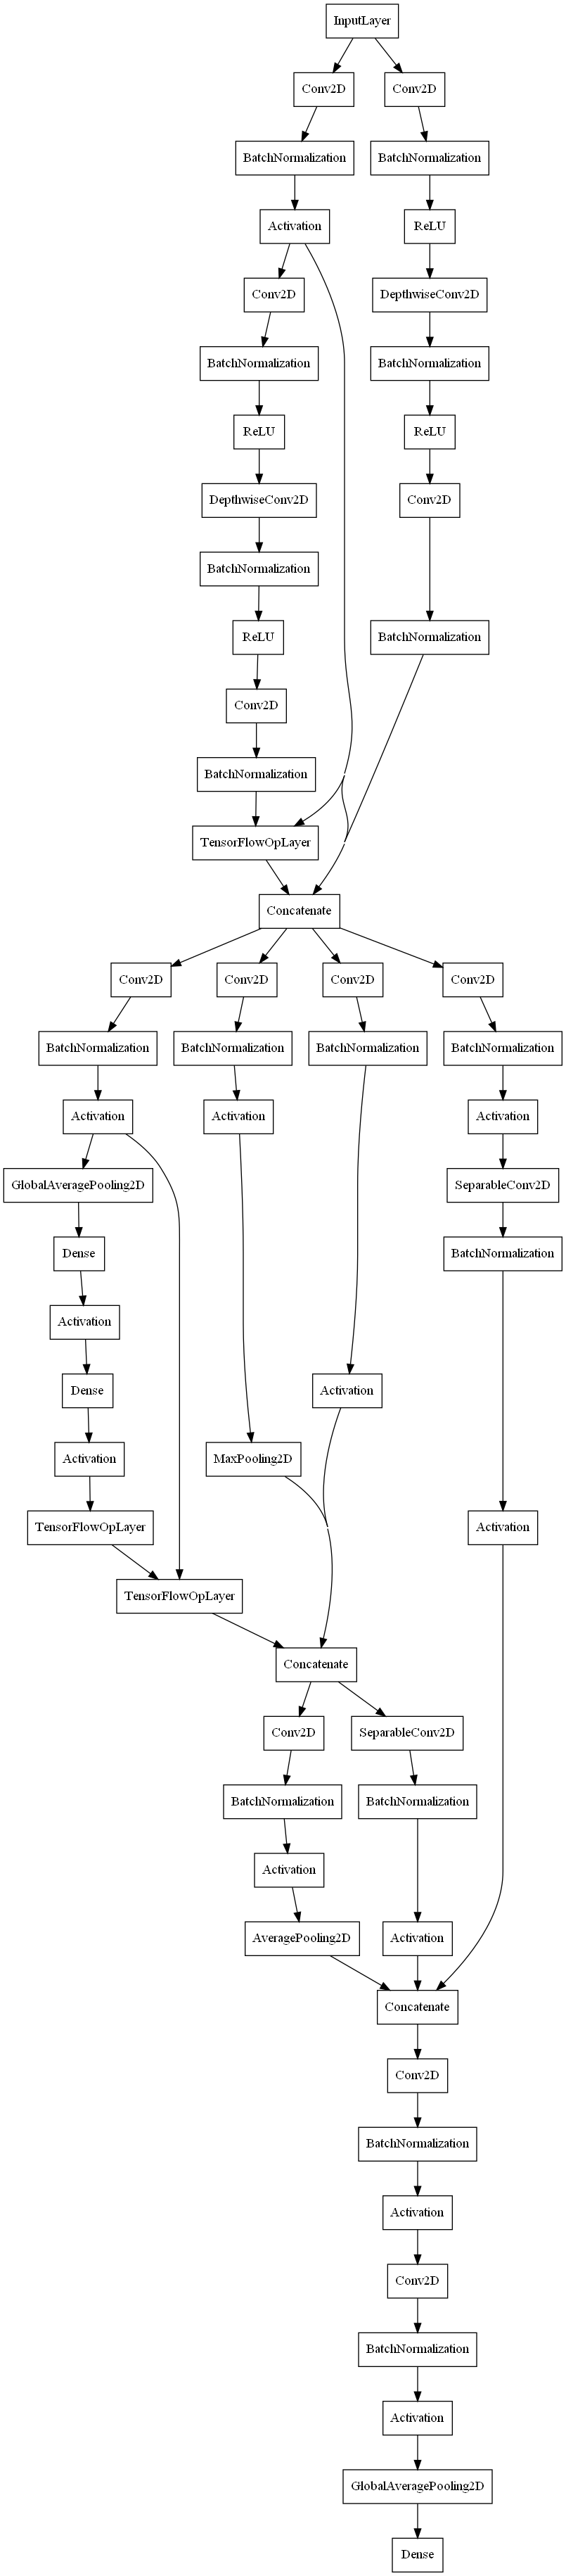 InputLayer
Conv2D
Conv2D
BatchNormalization
BatchNormalization
Activation
ReLU
Conv2D
DepthwiseConv2D
BatchNormalization
BatchNormalization
ReLU
ReLU
DepthwiseConv2D
Conv2D
BatchNormalization
ReLU
BatchNormalization
Conv2D
BatchNormalization
TensorFlowOpLayer
Concatenate
Conv2D
Conv2D
Conv2D
Conv2D
BatchNormalization
BatchNormalization
BatchNormalization
BatchNormalization
Activation
Activation
Activation
GlobalAveragePooling2D
SeparableConv2D
Dense
BatchNormalization
Activation
Dense
Activation
Activation
MaxPooling2D
TensorFlowOpLayer
Activation
TensorFlowOpLayer
Concatenate
Conv2D
SeparableConv2D
BatchNormalization
BatchNormalization
Activation
AveragePooling2D
Activation
Concatenate
Conv2D
BatchNormalization
Activation
Conv2D
BatchNormalization
Activation
GlobalAveragePooling2D
Dense